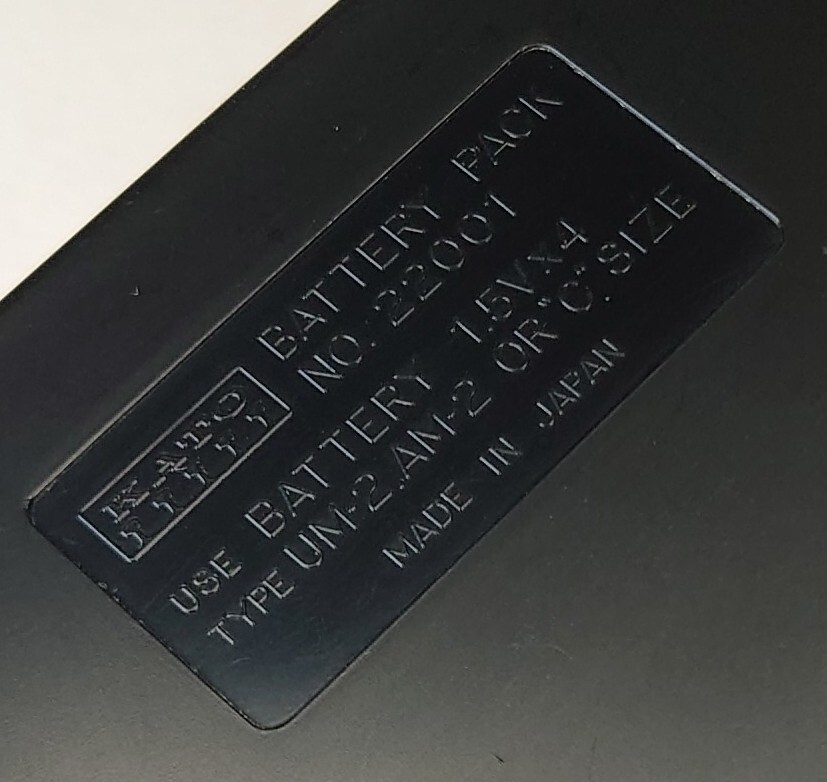 KATO
BATTERY PACK
NO. 22001
USE BATTERY 1.5V×4
TYPE UM-2,AM-2 OR "C" SIZE
MADE IN JAPAN